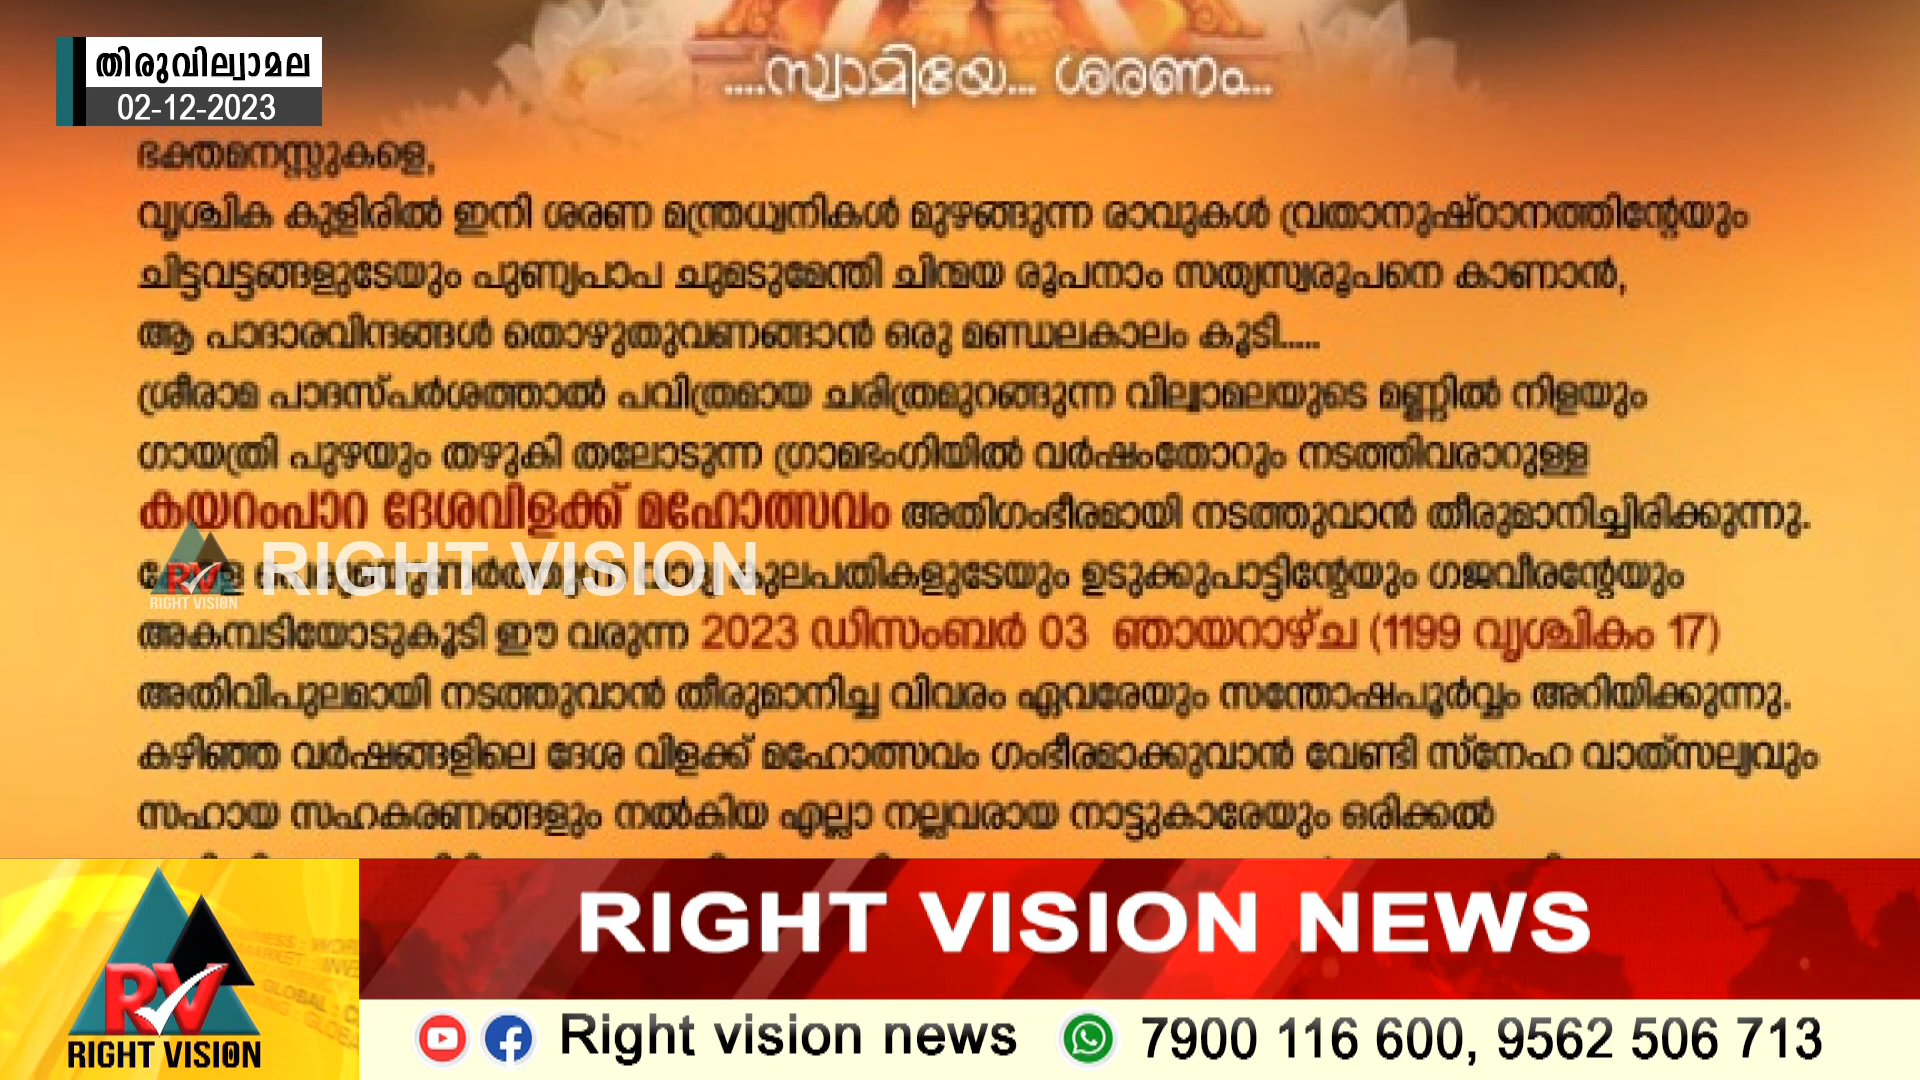 തിരുവില്വാമല
02-12-2023
....സ്വാമിയേ... ശരണം...
ഭക്തമനസ്സുകളെ,
വൃശ്ചിക കുളിരിൽ ഇനി ശരണ മന്ത്രധ്വനികൾ മുഴങ്ങുന്ന രാവുകൾ വ്രതാനുഷ്ഠാനത്തിന്റേയും
ചിട്ടവട്ടങ്ങളുടേയും പുണ്യപാപ ചുമടുമേന്തി ചിന്മയ രൂപനാം സത്യസ്വരൂപനെ കാണാൻ,
ആ പാദാരവിന്ദങ്ങൾ തൊഴുതുവണങ്ങാൻ ഒരു മണ്ഡലകാലം കൂടി.....
ശ്രീരാമ പാദസ്പർശത്താൽ പവിത്രമായ ചരിത്രമുറങ്ങുന്ന വില്വാമലയുടെ മണ്ണിൽ നിളയും
ഗായത്രി പുഴയും തഴുകി തലോടുന്ന ഗ്രാമഭംഗിയിൽ വർഷംതോറും നടത്തിവരാറുള്ള
കയറംപാറ ദേശവിളക്ക് മഹോത്സവം അതിഗംഭീരമായി നടത്തുവാൻ തീരുമാനിച്ചിരിക്കുന്നു.
RIGHT VISION
RIGHT VISION
കുലപതികളുടേയും ഉടുക്കുപാട്ടിന്റേയും ഗജവീരന്റേയും
അകമ്പടിയോടുകൂടി ഈ വരുന്ന 2023 ഡിസംബർ 03 ഞായറാഴ്ച (1199 വൃശ്ചികം 17)
അതിവിപുലമായി നടത്തുവാൻ തീരുമാനിച്ച വിവരം ഏവരേയും സന്തോഷപൂർവ്വം അറിയിക്കുന്നു.
കഴിഞ്ഞ വർഷങ്ങളിലെ ദേശ വിളക്ക് മഹോത്സവം ഗംഭീരമാക്കുവാൻ വേണ്ടി സ്നേഹ വാത്സല്യവും
സഹായ സഹകരണങ്ങളും നൽകിയ എല്ലാ നല്ലവരായ നാട്ടുകാരേയും ഒരിക്കൽ
RV
RIGHT VISION
RIGHT VISION NEWS
Right vision news
7900 116 600, 9562 506 713